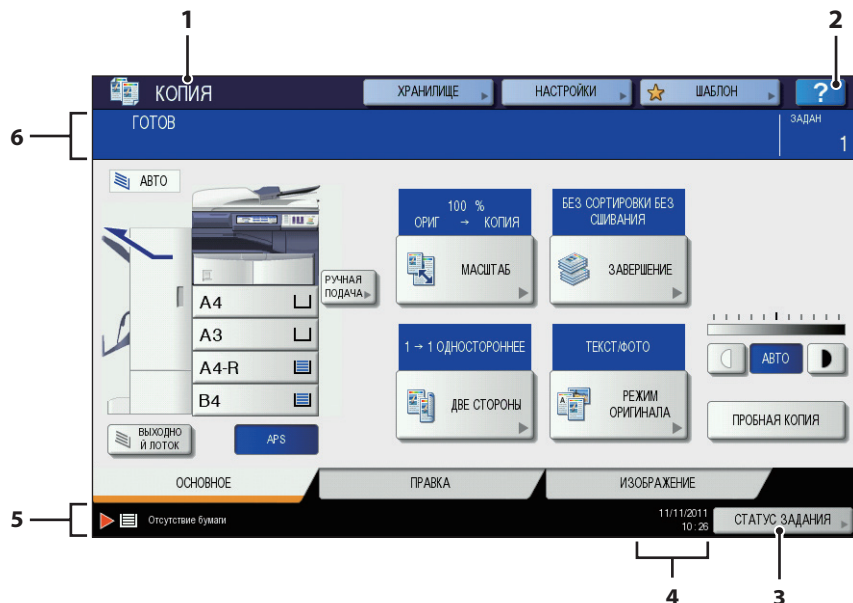 1
2
КОПИЯ
ХРАНИЛИЩЕ
НАСТРОЙКИ
ШАБЛОН
?
6
ГОТОВ
ЗАДАН
1
АВТО
100 %
ОРИГ → КОПИЯ
БЕЗ СОРТИРОВКИ БЕЗ
СШИВАНИЯ
МАСШТАБ
ЗАВЕРШЕНИЕ
РУЧНАЯ
ПОДАЧА
A4
A3
A4-R
B4
1 → 1 ОДНОСТОРОННЕЕ
ТЕКСТ/ФОТО
АВТО
ДВЕ СТОРОНЫ
РЕЖИМ
ОРИГИНАЛА
ПРОБНАЯ КОПИЯ
ВЫХОДНО
Й ЛОТОК
APS
ОСНОВНОЕ
ПРАВКА
ИЗОБРАЖЕНИЕ
5
Отсутствие бумаги
11/11/2011
10:26
СТАТУС ЗАДАНИЯ
4
3